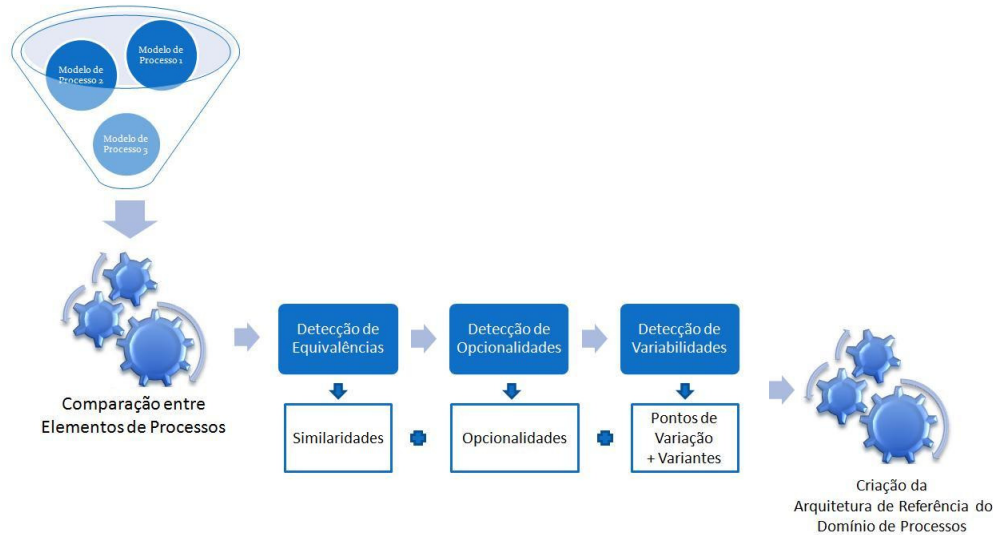 Modelo de
Processo 1
Modelo de
Processo 2
Modelo de
Processo 3
Comparação entre
Elementos de Processos
Detecção de
Equivalências
Detecção de
Opcionalidades
Detecção de
Variabilidades
Similaridades
Opcionalidades
Pontos de
Variação
+ Variantes
Criação da
Arquitetura de Referência do
Domínio de Processos